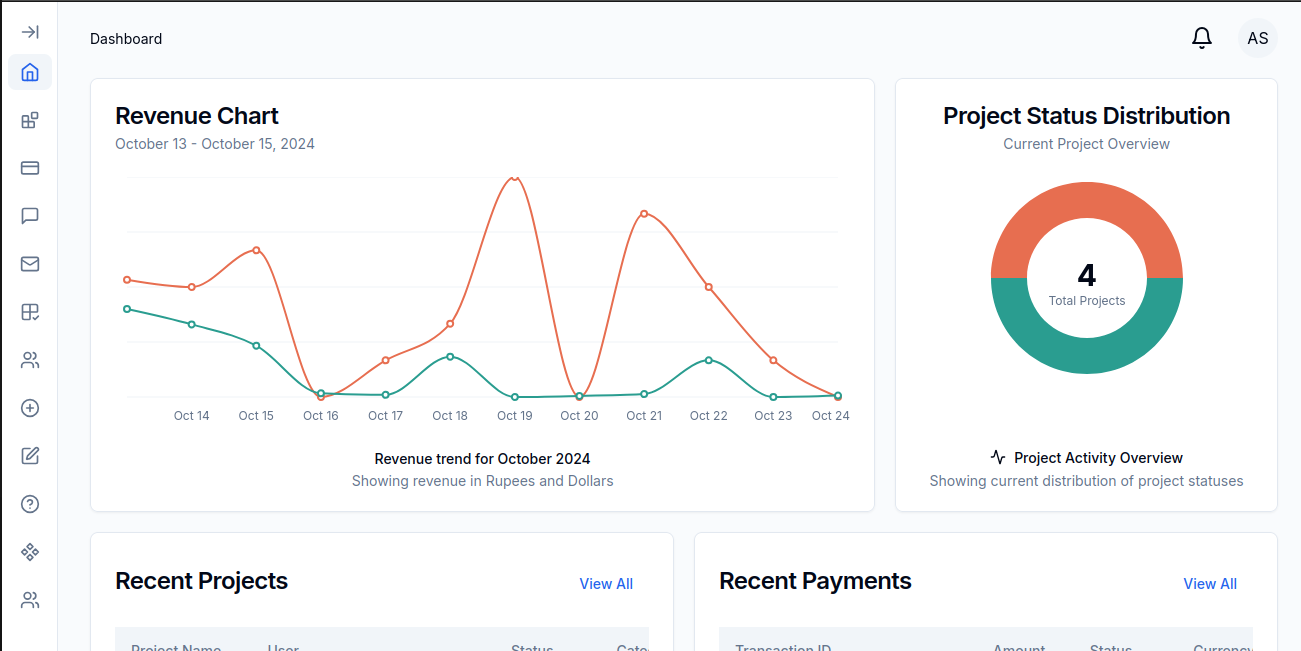 Dashboard
AS
Revenue Chart
October 13 - October 15, 2024
Oct 14 Oct 15 Oct 16 Oct 17 Oct 18 Oct 19 Oct 20 Oct 21 Oct 22 Oct 23 Oct 24
Revenue trend for October 2024
Showing revenue in Rupees and Dollars
Project Status Distribution
Current Project Overview
4
Total Projects
Project Activity Overview
Showing current distribution of project statuses
Recent Projects
View All
Project Name User Status
Recent Payments
View All
Transaction ID Amount Status Currency